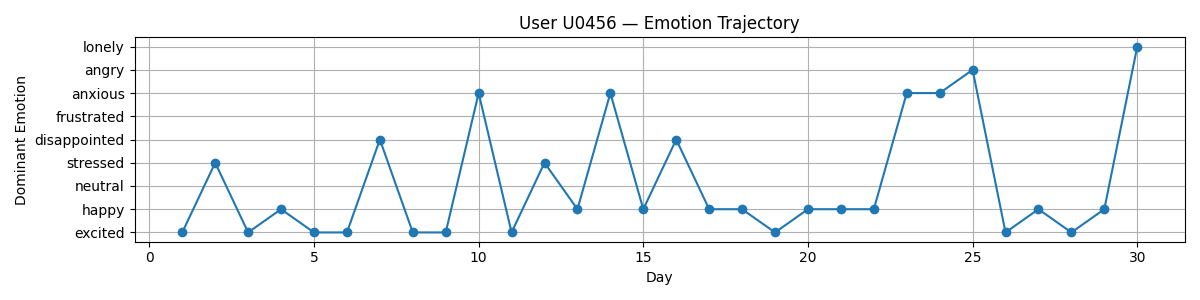 User U0456 — Emotion Trajectory
Dominant Emotion
lonely
angry
anxious
frustrated
disappointed
stressed
neutral
happy
excited
0 5 10 15 20 25 30
Day